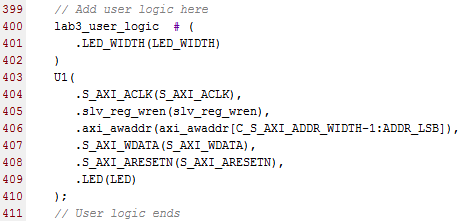 399 // Add user logic here
400 lab3_user_logic # (
401 .LED_WIDTH(LED_WIDTH)
402 )
403 U1(
404 .S_AXI_ACLK(S_AXI_ACLK),
405 .slv_reg_wren(slv_reg_wren),
406 .axi_awaddr(axi_awaddr[C_S_AXI_ADDR_WIDTH-1:ADDR_LSB]),
407 .S_AXI_WDATA(S_AXI_WDATA),
408 .S_AXI_ARESETN(S_AXI_ARESETN),
409 .LED(LED)
410 );
411 // User logic ends